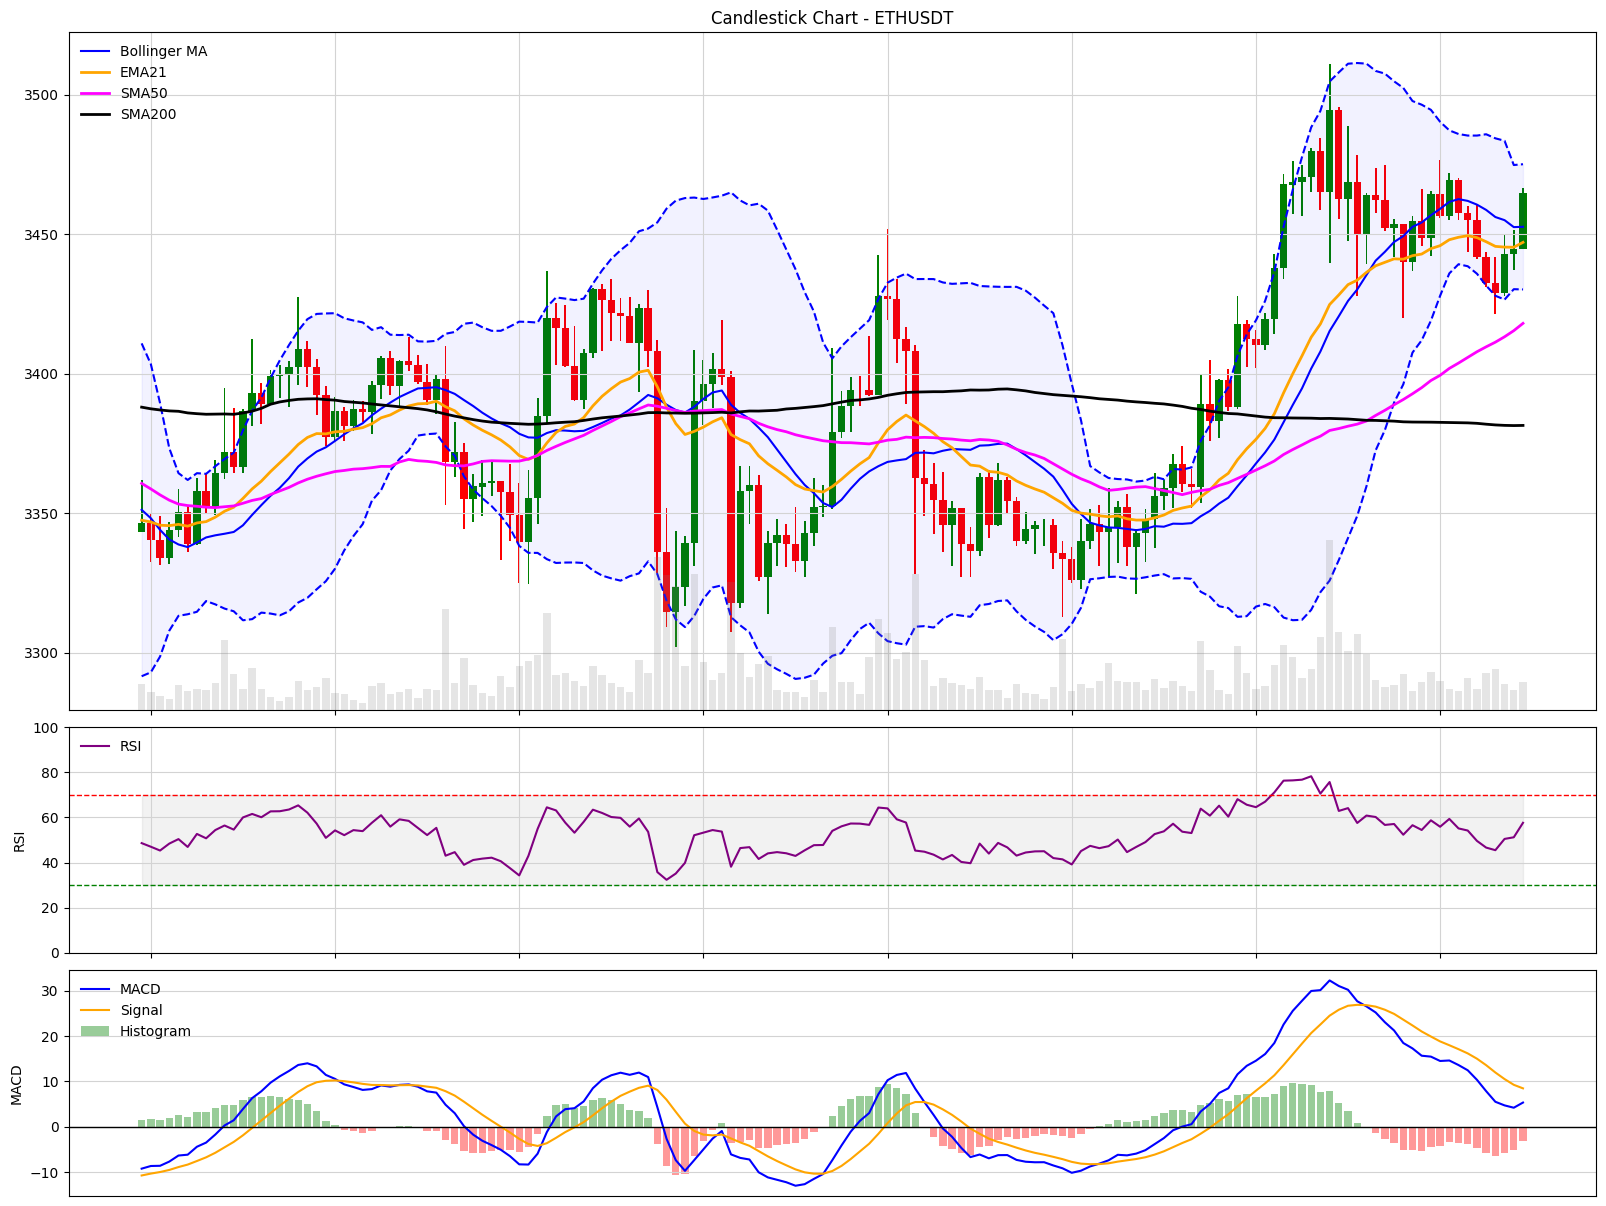 Candlestick Chart - ETHUSDT
Bollinger MA
EMA21
SMA50
SMA200
3500
3450
3400
3350
3300
RSI
100
80
60
40
20
0
RSI
MACD
Signal
Histogram
30
20
10
0
−10
MACD